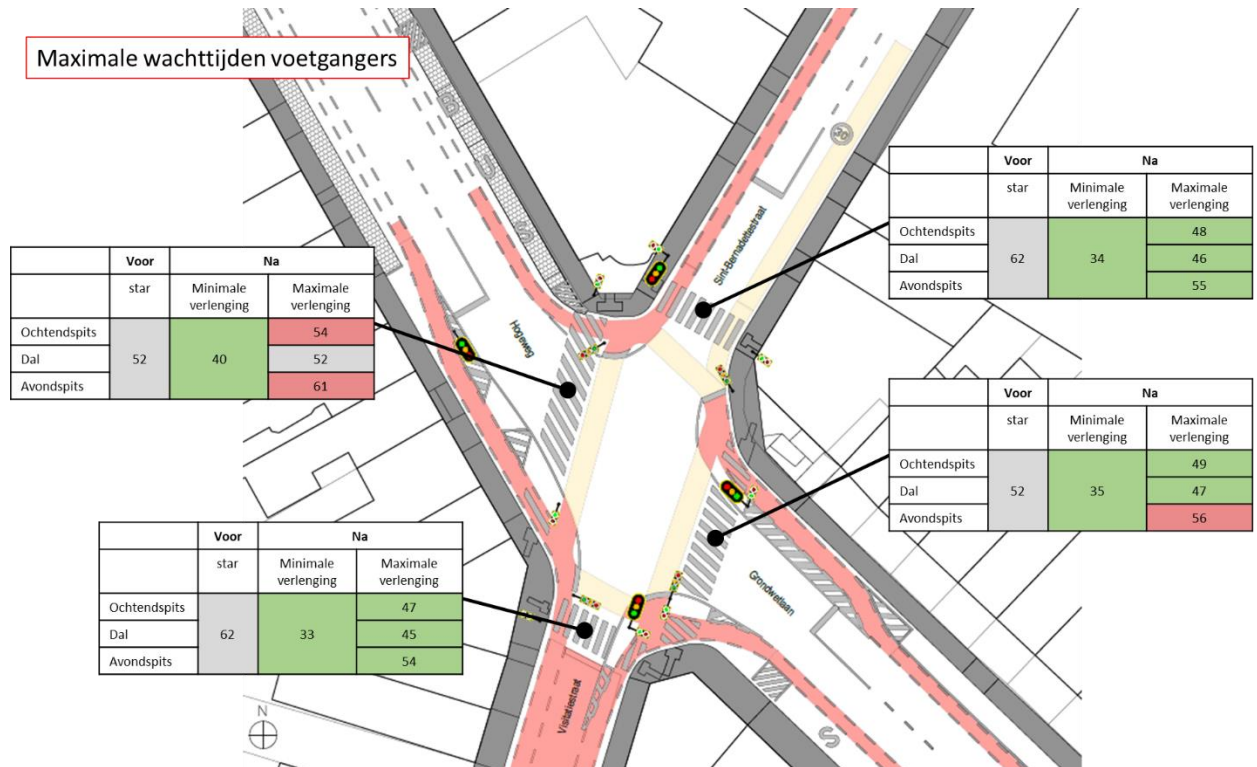 Maximale wachttijden voetgangers
BUS
30
Sint-Bernadettestraat
Voor Na
star Minimale verlenging Maximale verlenging
Ochtendspits 62 34 48
Dal 46
Avondspits 55
Voor Na
star Minimale verlenging Maximale verlenging
Ochtendspits 52 40 54
Dal 52
Avondspits 61
Hogeweg
Voor Na
star Minimale verlenging Maximale verlenging
Ochtendspits 52 35 49
Dal 47
Avondspits 56
Grondwetlaan
Voor Na
star Minimale verlenging Maximale verlenging
Ochtendspits 62 33 47
Dal 45
Avondspits 54
Visitatiestraat
S
N